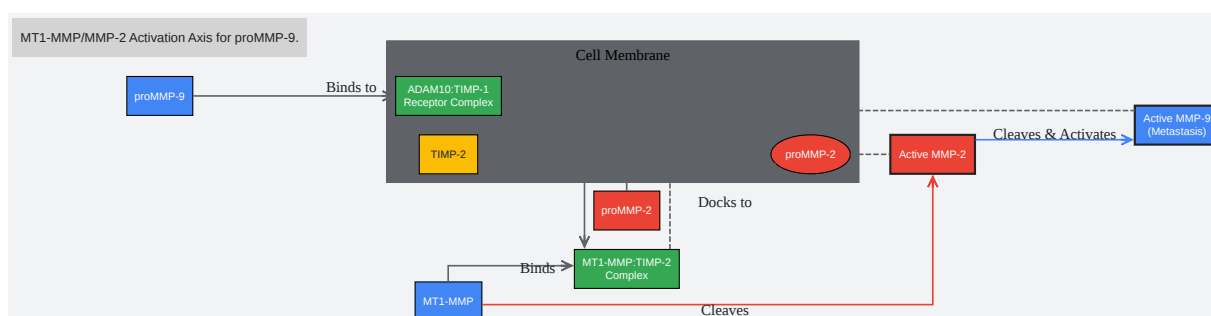 MT1-MMP/MMP-2 Activation Axis for proMMP-9.
Cell Membrane
proMMP-9
Binds to
ADAM10:TIMP-1
Receptor Complex
Active MMP-9
(Metastasis)
Cleaves & Activates
TIMP-2
proMMP-2
Active MMP-2
proMMP-2
Docks to
MT1-MMP:TIMP-2
Complex
Binds
MT1-MMP
Cleaves